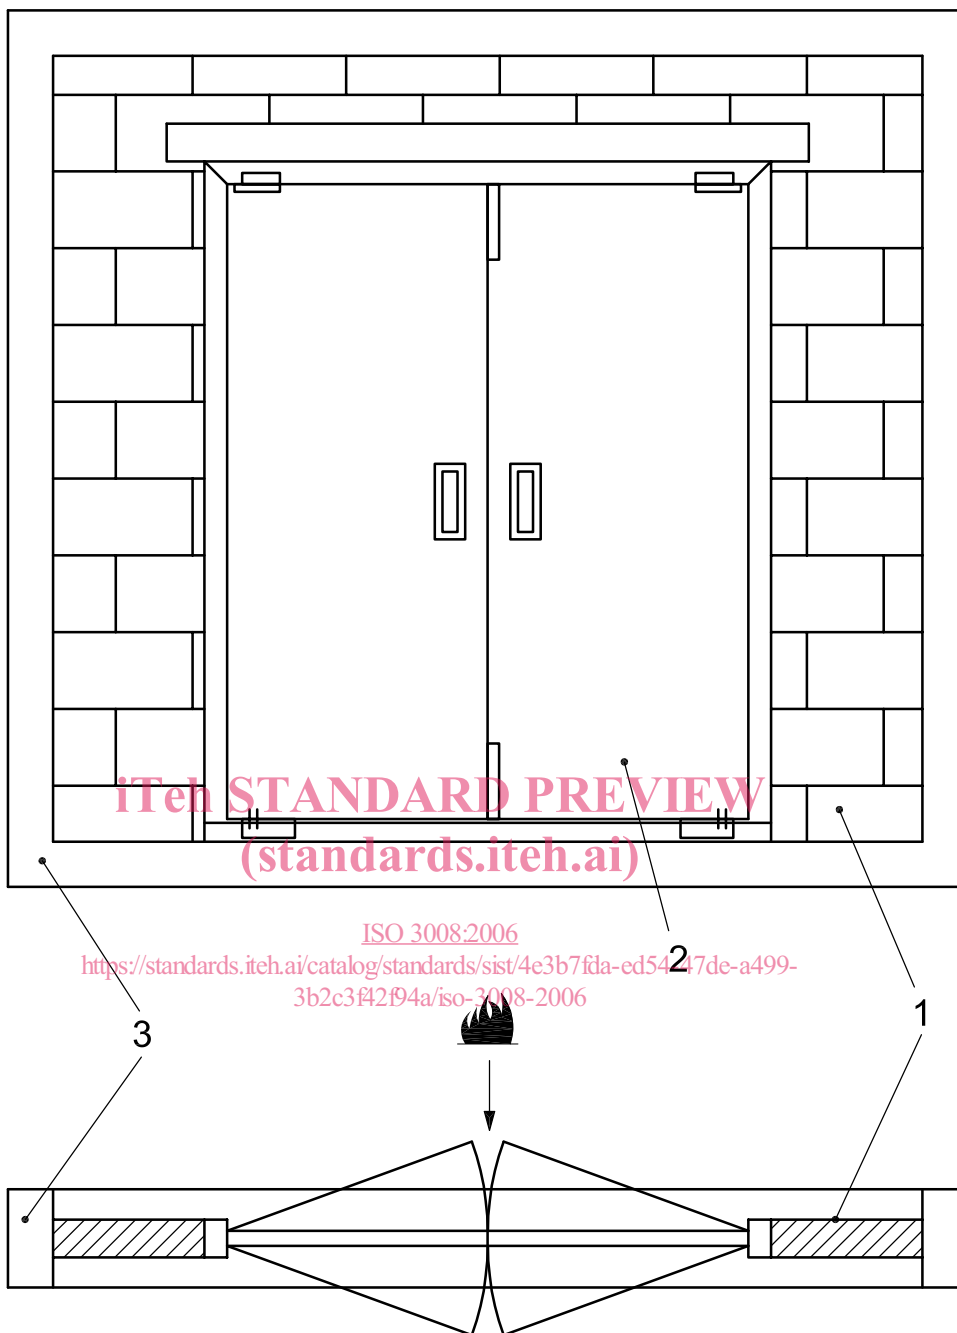 iTeh STANDARD PREVIEW
(standards.iteh.ai)
ISO 3008:2006
2
https://standards.iteh.ai/catalog/standards/sist/4e3b7fda-ed54-47de-a499-
3b2c3f42f94a/iso-3008-2006
1
3